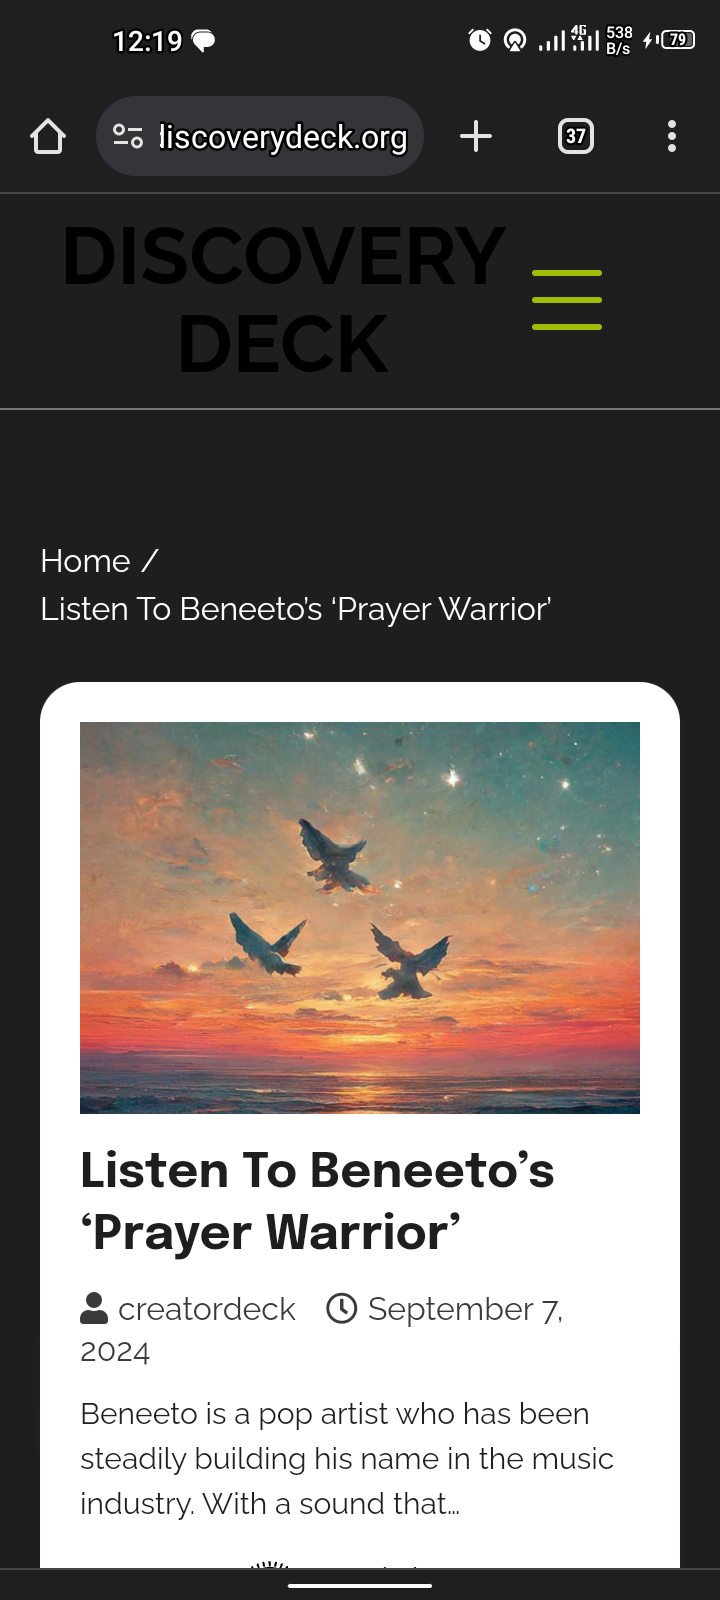 12:19
4G
538
B/s
79
discoverydeck.org
37
DISCOVERY
DECK
Home /
Listen To Beneeto’s ‘Prayer Warrior’
Listen To Beneeto’s
‘Prayer Warrior’
creatordeck September 7,
2024
Beneeto is a pop artist who has been
steadily building his name in the music
industry. With a sound that…